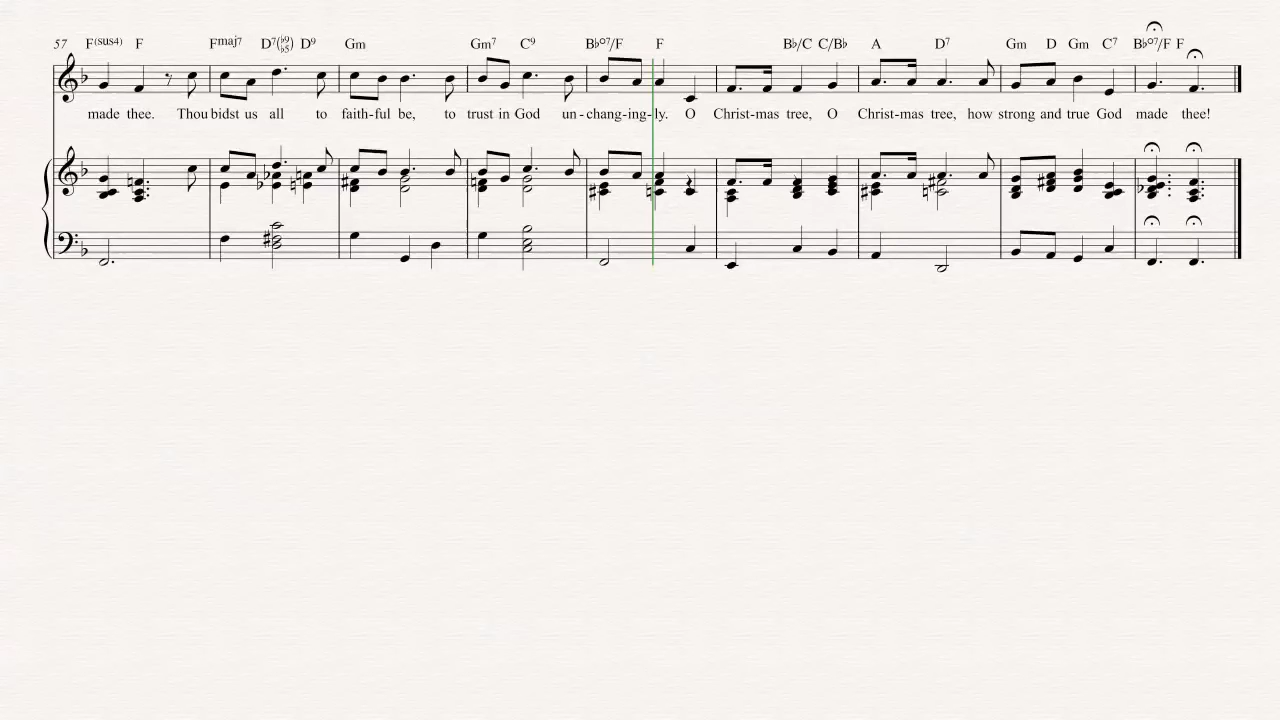 57 F(sus4) F Fmaj7 D7(♭9 ♭5) D9 Gm Gm7 C9 B♭o7/F F B♭/C C/B♭ A D7 Gm D Gm C7 B♭o7/F F
made thee. Thou bidst us all to faith-ful be, to trust in God un-chang-ing-ly. O Christ-mas tree, O Christ-mas tree, how strong and true God made thee!